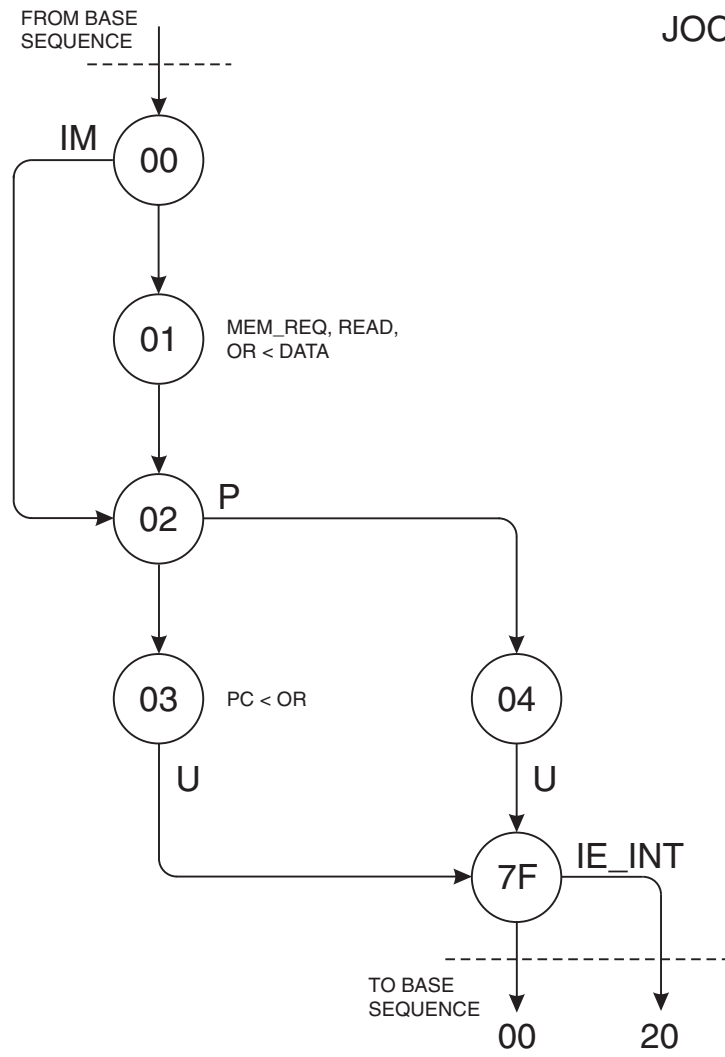 FROM BASE
SEQUENCE
JOC
IM
00
01
MEM_REQ, READ,
OR < DATA
02
P
03
PC < OR
04
U
U
7F
IE_INT
TO BASE
SEQUENCE
00
20